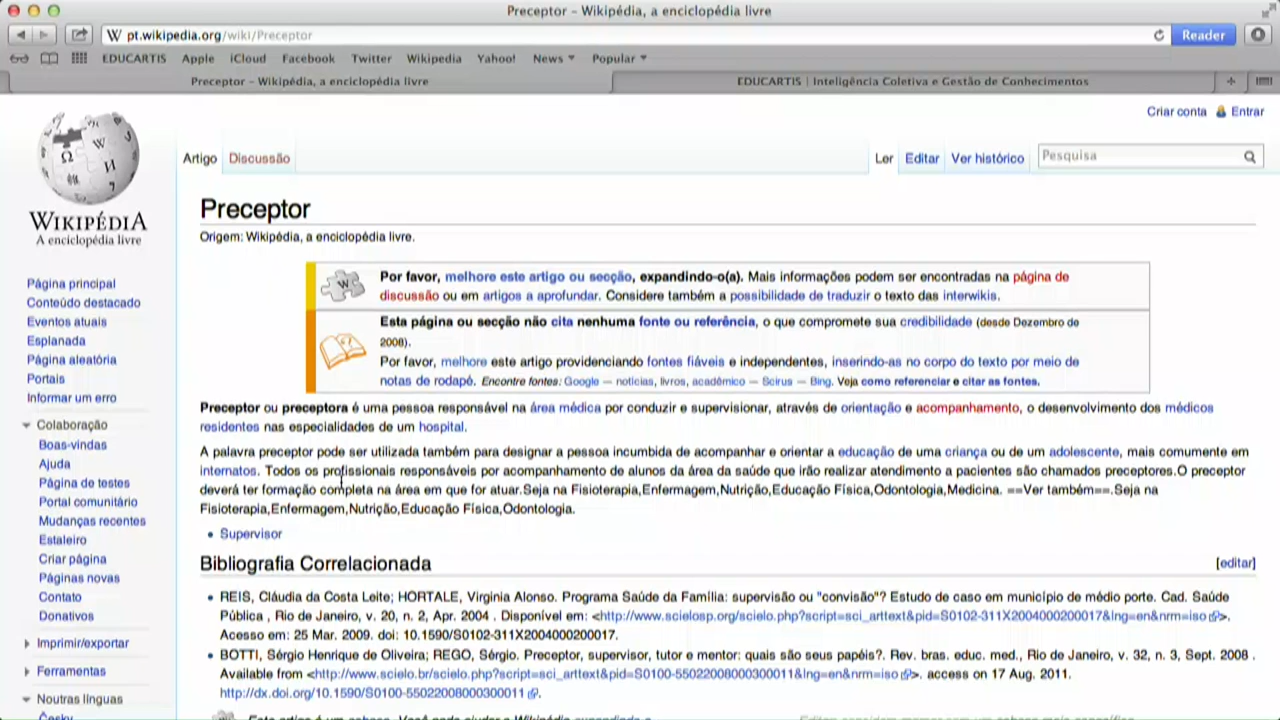 Preceptor – Wikipédia, a enciclopédia livre
pt.wikipedia.org/wiki/Preceptor
Reader
EDUCARTIS Apple iCloud Facebook Twitter Wikipedia Yahoo! News Popular
Preceptor – Wikipédia, a enciclopédia livre
EDUCARTIS | Inteligência Coletiva e Gestão de Conhecimentos
Criar conta Entrar
Artigo Discussão Ler Editar Ver histórico Pesquisa
WIKIPÉDIA
A enciclopédia livre
Página principal
Conteúdo destacado
Eventos atuais
Esplanada
Página aleatória
Portais
Informar um erro
Colaboração
Boas-vindas
Ajuda
Página de testes
Portal comunitário
Mudanças recentes
Estaleiro
Criar página
Páginas novas
Contato
Donativos
Imprimir/exportar
Ferramentas
Noutras línguas
Česky
Preceptor
Origem: Wikipédia, a enciclopédia livre.
Por favor, melhore este artigo ou secção, expandindo-o(a). Mais informações podem ser encontradas na página de
discussão ou em artigos a aprofundar. Considere também a possibilidade de traduzir o texto das interwikis.
Esta página ou secção não cita nenhuma fonte ou referência, o que compromete sua credibilidade (desde Dezembro de
2008).
Por favor, melhore este artigo providenciando fontes fiáveis e independentes, inserindo-as no corpo do texto por meio de
notas de rodapé. Encontre fontes: Google — notícias, livros, acadêmico — Scirus — Bing. Veja como referenciar e citar as fontes.
Preceptor ou preceptora é uma pessoa responsável na área médica por conduzir e supervisionar, através de orientação e acompanhamento, o desenvolvimento dos médicos
residentes nas especialidades de um hospital.
A palavra preceptor pode ser utilizada também para designar a pessoa incumbida de acompanhar e orientar a educação de uma criança ou de um adolescente, mais comumente em
internatos. Todos os profissionais responsáveis por acompanhamento de alunos da área da saúde que irão realizar atendimento a pacientes são chamados preceptores.O preceptor
deverá ter formação completa na área em que for atuar.Seja na Fisioterapia,Enfermagem,Nutrição,Educação Física,Odontologia,Medicina. ==Ver também==.Seja na
Fisioterapia,Enfermagem,Nutrição,Educação Física,Odontologia.
Supervisor
Bibliografia Correlacionada [editar]
REIS, Cláudia da Costa Leite; HORTALE, Virginia Alonso. Programa Saúde da Família: supervisão ou "convisão"? Estudo de caso em município de médio porte. Cad. Saúde
Pública , Rio de Janeiro, v. 20, n. 2, Apr. 2004 . Disponível em: <http://www.scielosp.org/scielo.php?script=sci_arttext&pid=S0102-311X2004000200017&lng=en&nrm=iso>.
Acesso em: 25 Mar. 2009. doi: 10.1590/S0102-311X2004000200017.
BOTTI, Sérgio Henrique de Oliveira; REGO, Sérgio. Preceptor, supervisor, tutor e mentor: quais são seus papéis?. Rev. bras. educ. med., Rio de Janeiro, v. 32, n. 3, Sept. 2008 .
Available from <http://www.scielo.br/scielo.php?script=sci_arttext&pid=S0100-55022008000300011&lng=en&nrm=iso>. access on 17 Aug. 2011.
http://dx.doi.org/10.1590/S0100-55022008000300011.